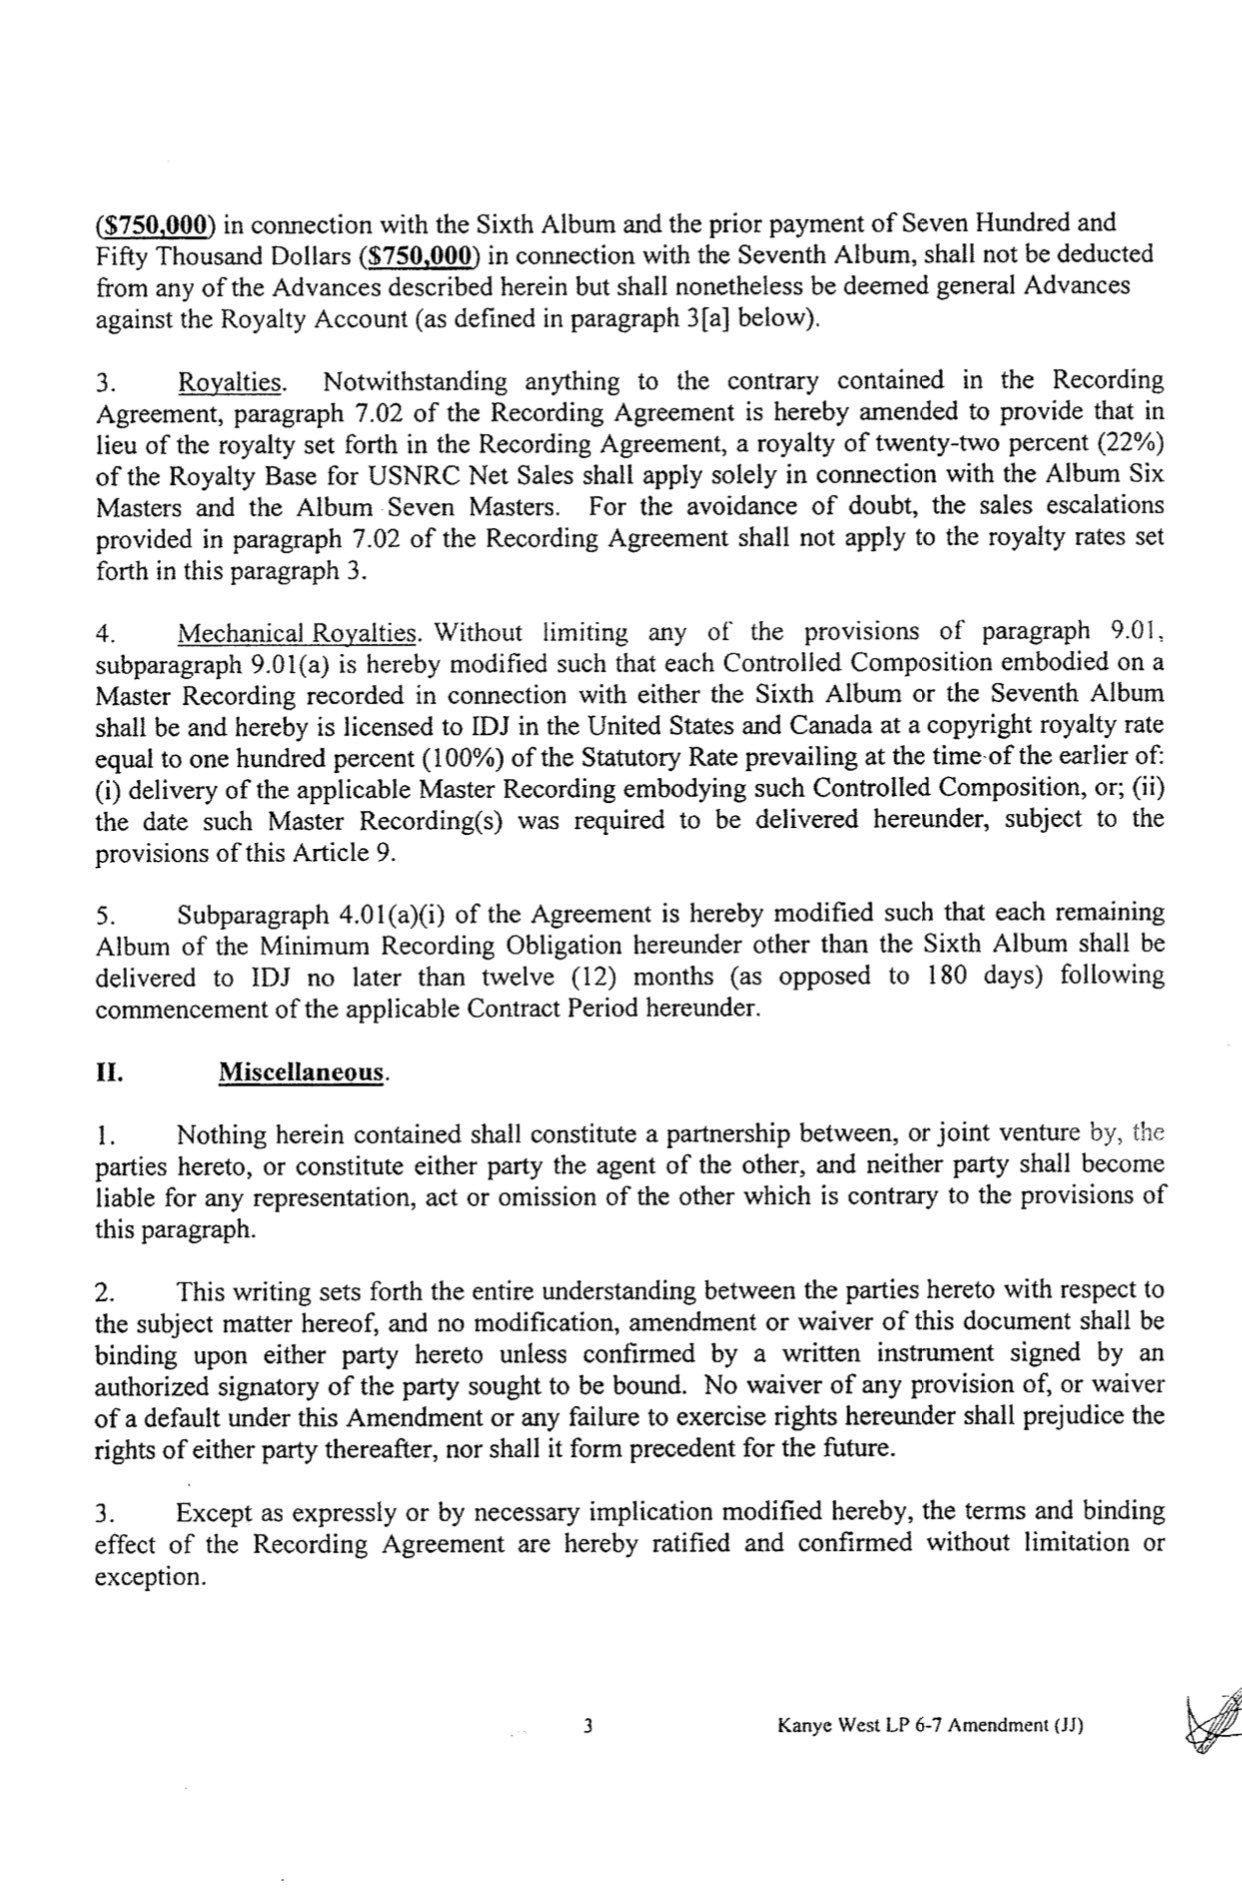 ($750,000) in connection with the Sixth Album and the prior payment of Seven Hundred and
Fifty Thousand Dollars ($750,000) in connection with the Seventh Album, shall not be deducted
from any of the Advances described herein but shall nonetheless be deemed general Advances
against the Royalty Account (as defined in paragraph 3[a] below).
3. Royalties. Notwithstanding anything to the contrary contained in the Recording
Agreement, paragraph 7.02 of the Recording Agreement is hereby amended to provide that in
lieu of the royalty set forth in the Recording Agreement, a royalty of twenty-two percent (22%)
of the Royalty Base for USNRC Net Sales shall apply solely in connection with the Album Six
Masters and the Album Seven Masters. For the avoidance of doubt, the sales escalations
provided in paragraph 7.02 of the Recording Agreement shall not apply to the royalty rates set
forth in this paragraph 3.
4. Mechanical Royalties. Without limiting any of the provisions of paragraph 9.01,
subparagraph 9.01(a) is hereby modified such that each Controlled Composition embodied on a
Master Recording recorded in connection with either the Sixth Album or the Seventh Album
shall be and hereby is licensed to IDJ in the United States and Canada at a copyright royalty rate
equal to one hundred percent (100%) of the Statutory Rate prevailing at the time of the earlier of:
(i) delivery of the applicable Master Recording embodying such Controlled Composition, or; (ii)
the date such Master Recording(s) was required to be delivered hereunder, subject to the
provisions of this Article 9.
5. Subparagraph 4.01(a)(i) of the Agreement is hereby modified such that each remaining
Album of the Minimum Recording Obligation hereunder other than the Sixth Album shall be
delivered to IDJ no later than twelve (12) months (as opposed to 180 days) following
commencement of the applicable Contract Period hereunder.
II. Miscellaneous.
1. Nothing herein contained shall constitute a partnership between, or joint venture by, the
parties hereto, or constitute either party the agent of the other, and neither party shall become
liable for any representation, act or omission of the other which is contrary to the provisions of
this paragraph.
2. This writing sets forth the entire understanding between the parties hereto with respect to
the subject matter hereof, and no modification, amendment or waiver of this document shall be
binding upon either party hereto unless confirmed by a written instrument signed by an
authorized signatory of the party sought to be bound. No waiver of any provision of, or waiver
of a default under this Amendment or any failure to exercise rights hereunder shall prejudice the
rights of either party thereafter, nor shall it form precedent for the future.
3. Except as expressly or by necessary implication modified hereby, the terms and binding
effect of the Recording Agreement are hereby ratified and confirmed without limitation or
exception.
3 Kanye West LP 6-7 Amendment (JJ)